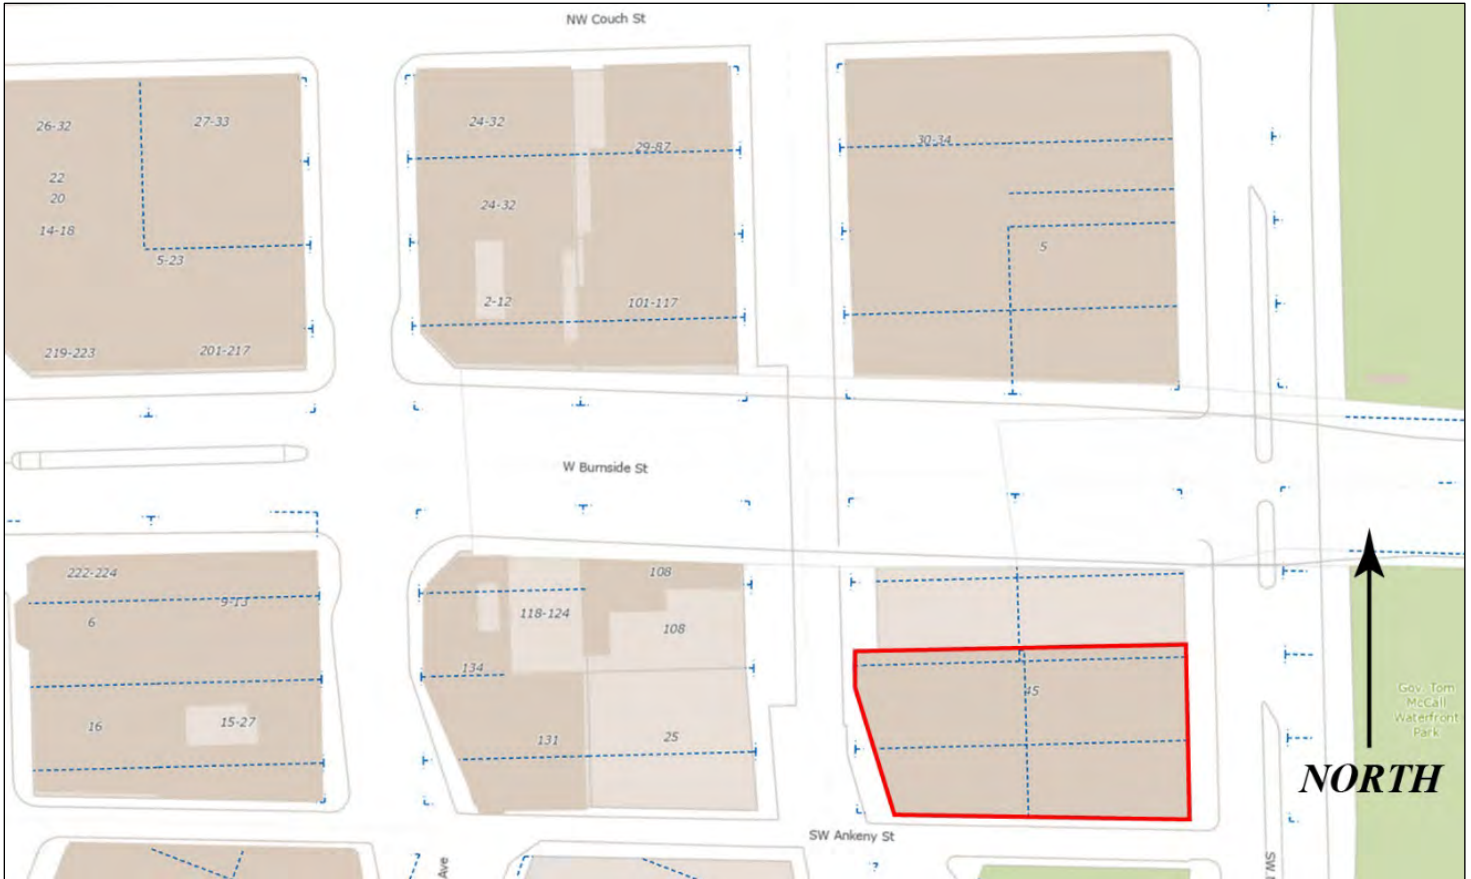 NW Couch St
26-32
27-33
22
20
14-18
5-23
219-223
201-217
24-32
29-87
24-32
2-12
101-117
30-34
5
W Burnside St
222-224
9-13
6
16
15-27
108
118-124
108
134
131
25
45
Gov. Tom
McCall
Waterfront
Park
NORTH
SW Ankeny St
Ave
SW